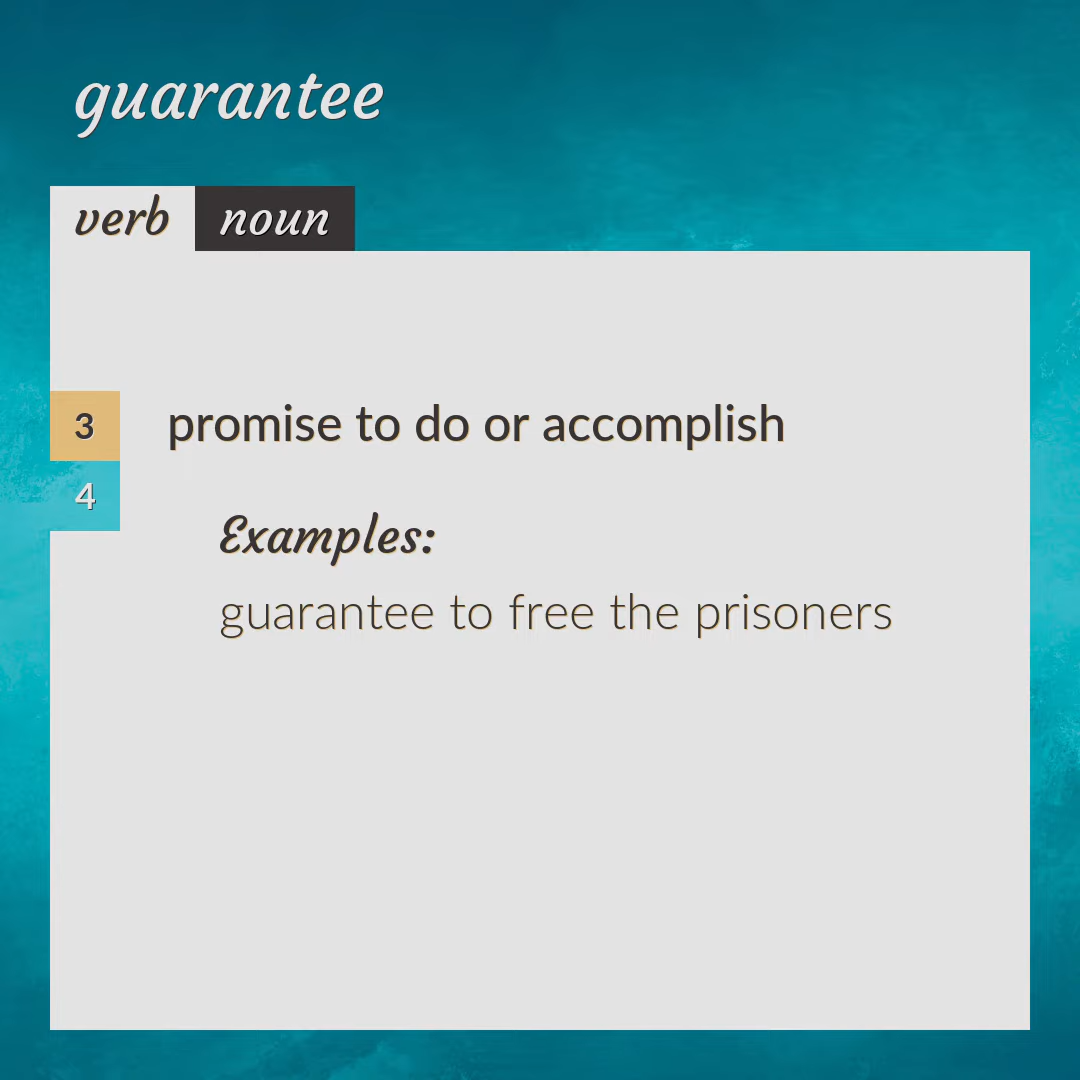 guarantee
verb noun
3 promise to do or accomplish
4
Examples:
guarantee to free the prisoners